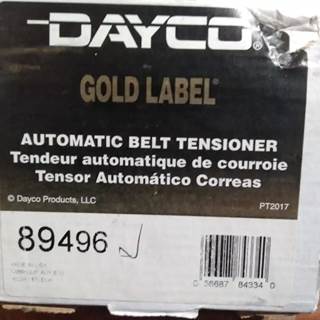 DAYCO®
GOLD LABEL®
AUTOMATIC BELT TENSIONER
Tendeur automatique de courroie
Tensor Automático Correas
© Dayco Products, LLC
PT2017
89496
0 36687 84334 0